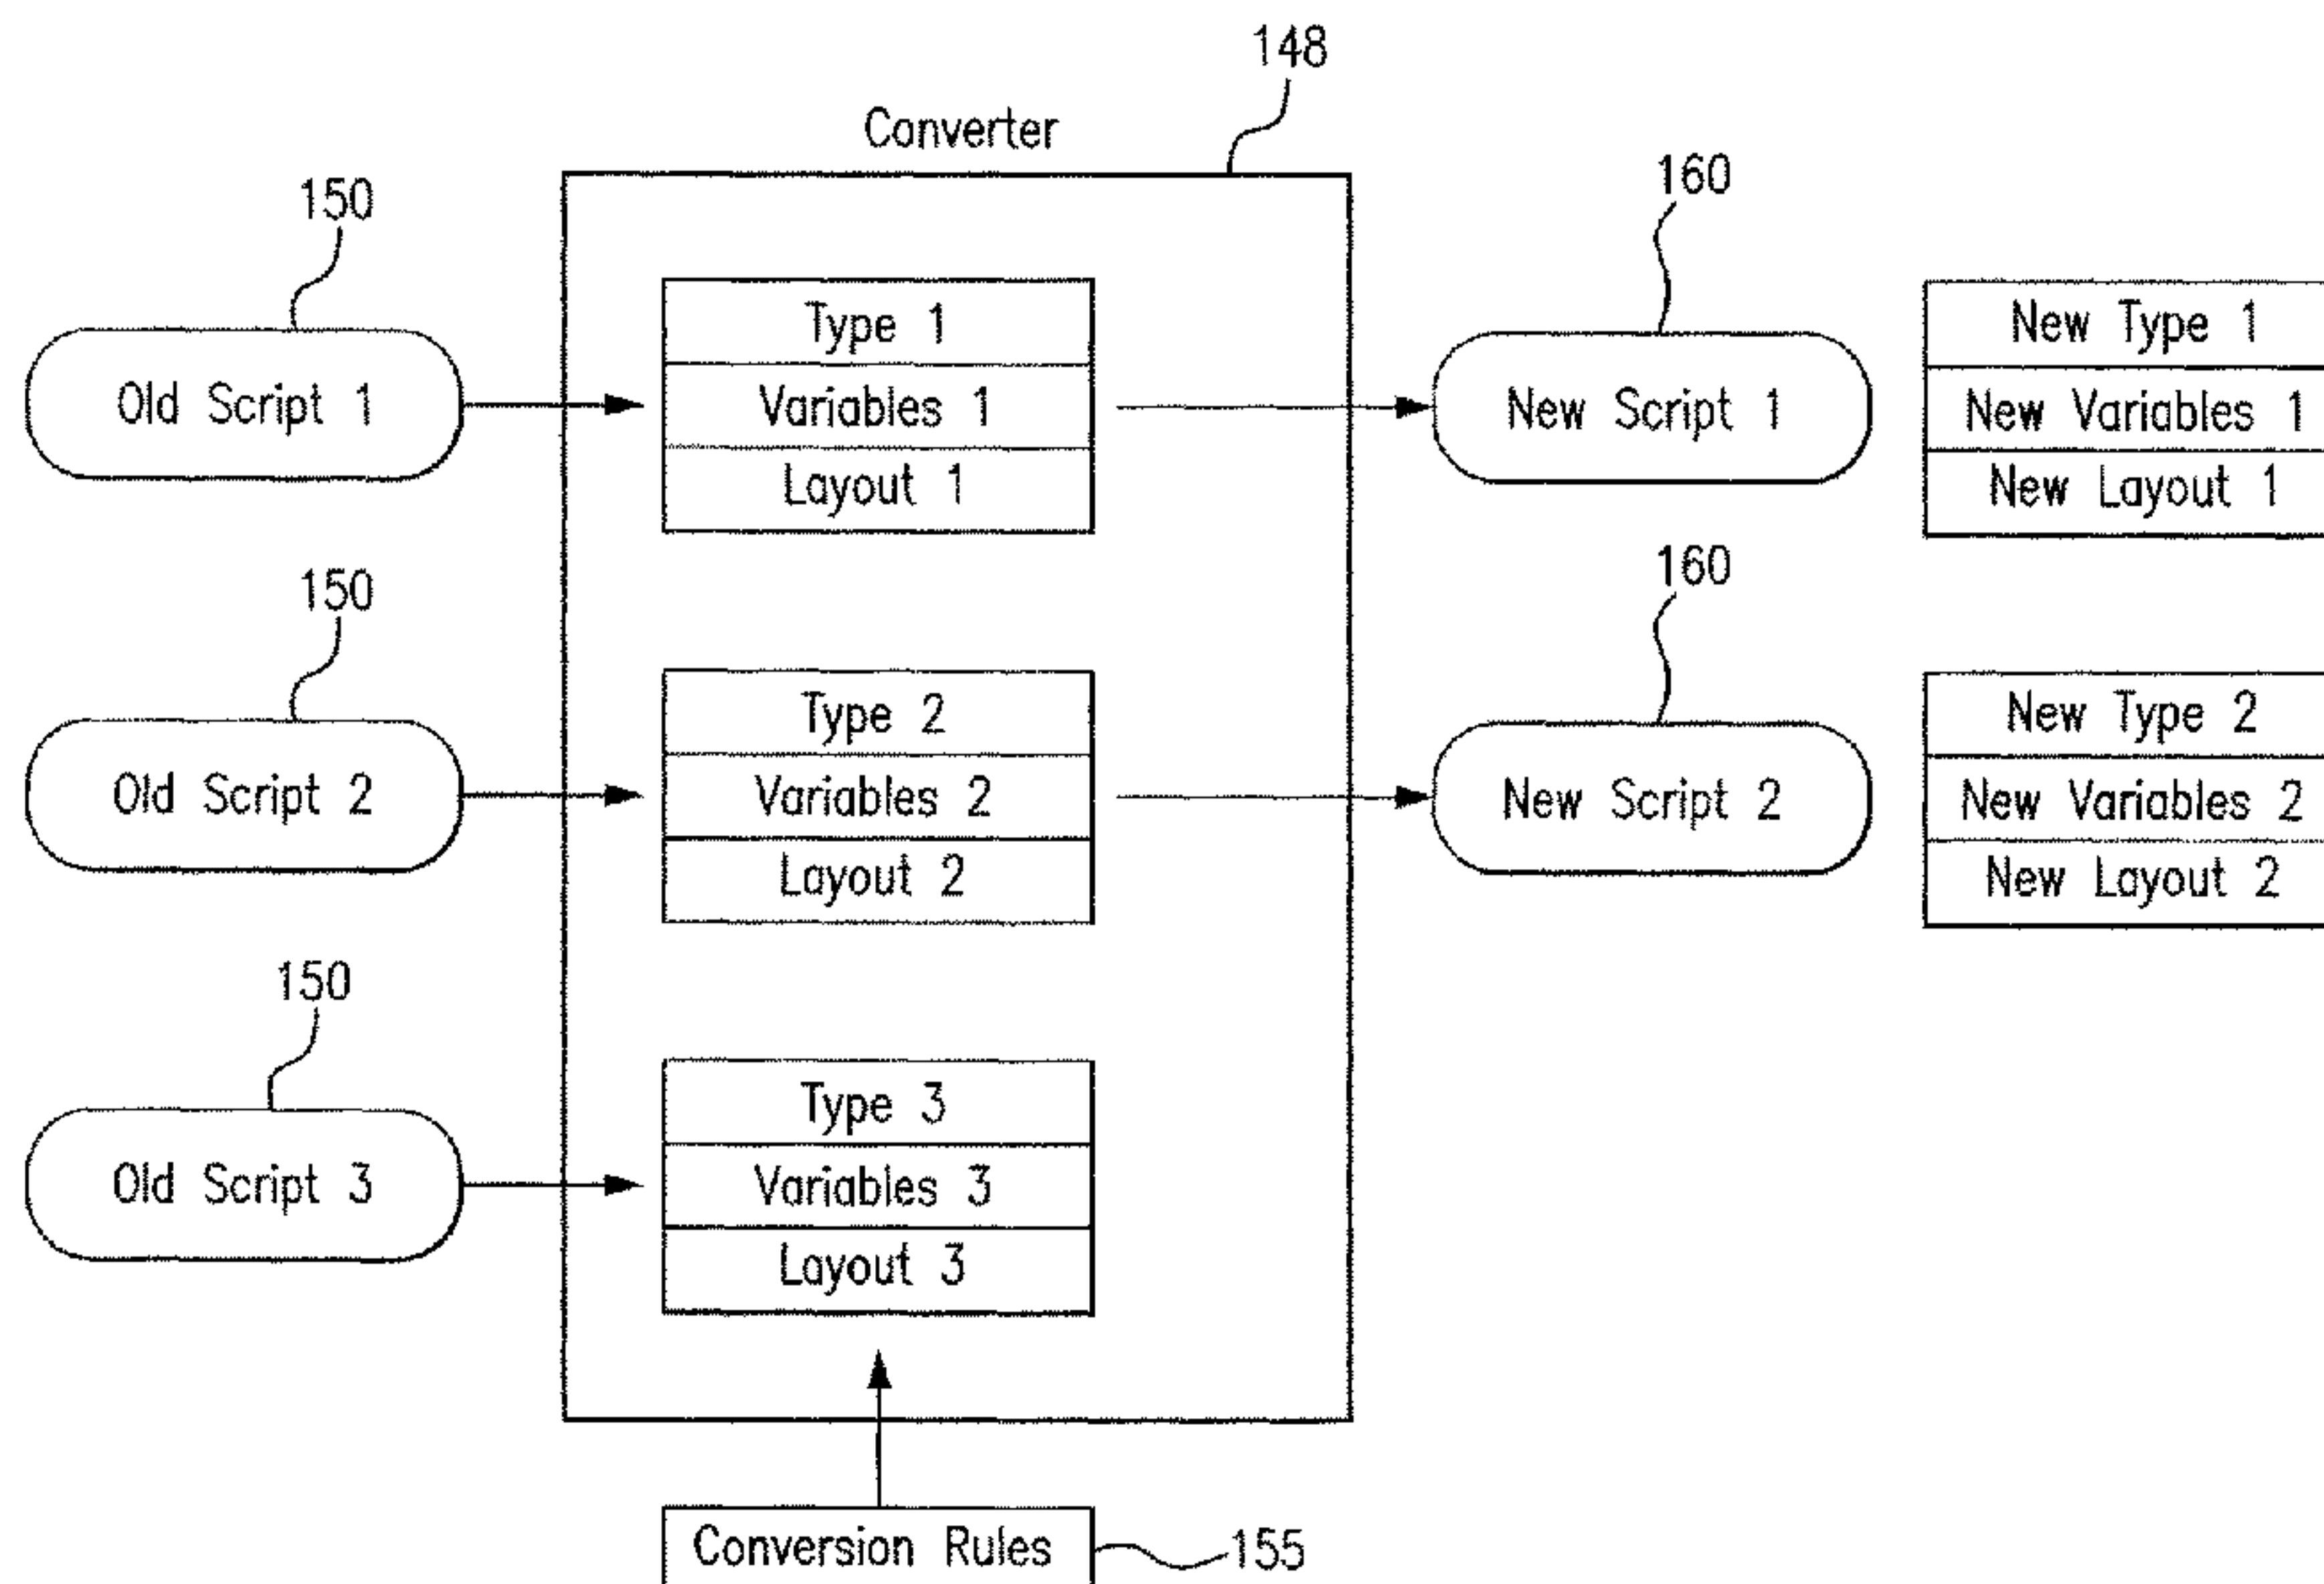 148
Converter
150
160
Old Script 1
Type 1
Variables 1
Layout 1
New Script 1
New Type 1
New Variables 1
New Layout 1
150
160
Old Script 2
Type 2
Variables 2
Layout 2
New Script 2
New Type 2
New Variables 2
New Layout 2
150
Old Script 3
Type 3
Variables 3
Layout 3
Conversion Rules
155